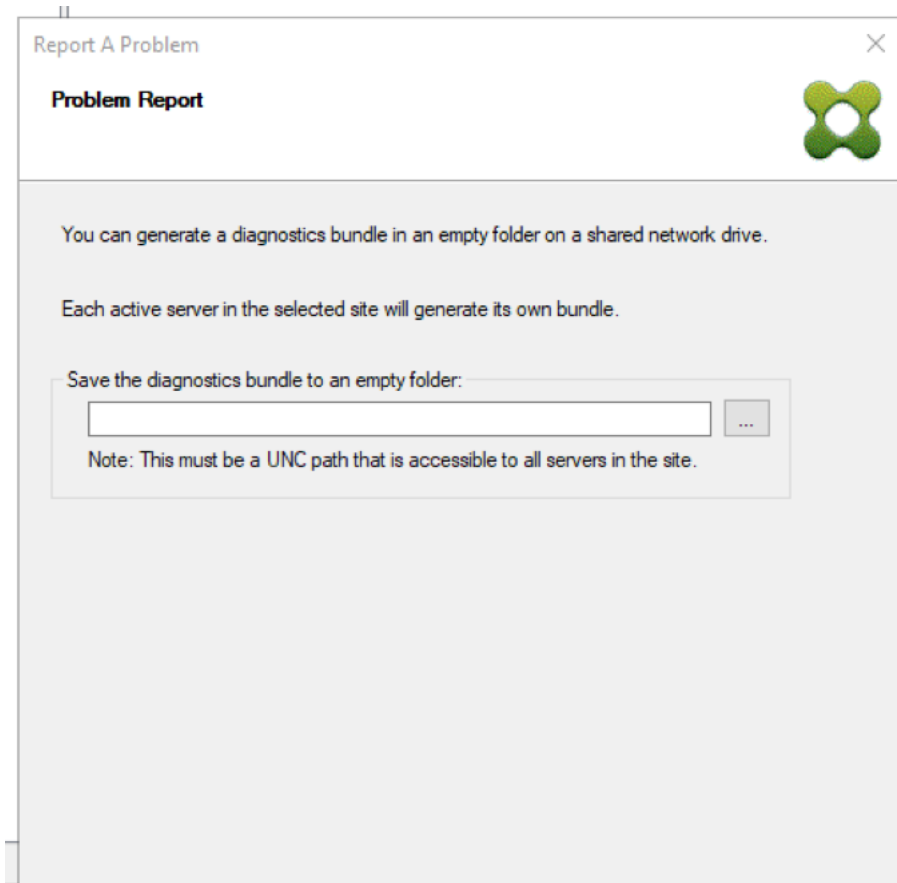 Report A Problem
Problem Report
You can generate a diagnostics bundle in an empty folder on a shared network drive.
Each active server in the selected site will generate its own bundle.
Save the diagnostics bundle to an empty folder:
...
Note: This must be a UNC path that is accessible to all servers in the site.